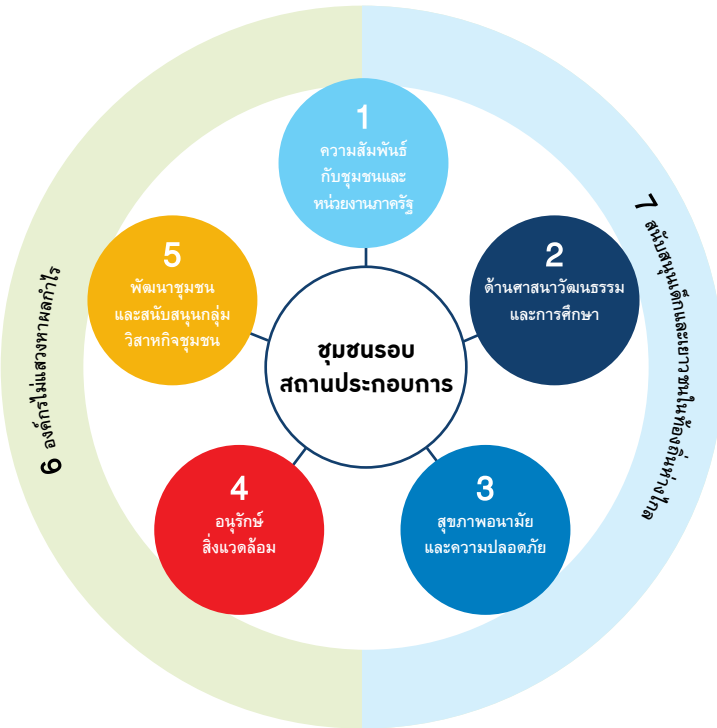 1
ความสัมพันธ์
กับชุมชนและ
หน่วยงานภาครัฐ
2
ด้านศาสนาวัฒนธรรม
และการศึกษา
3
สุขภาพอนามัย
และความปลอดภัย
4
อนุรักษ์
สิ่งแวดล้อม
5
พัฒนาชุมชน
และสนับสนุนกลุ่ม
วิสาหกิจชุมชน
ชุมชนรอบ
สถานประกอบการ
6 องค์กรไม่แสวงหาผลกำไร
7 สนับสนุนเด็กและเยาวชนในท้องถิ่นห่างไกล